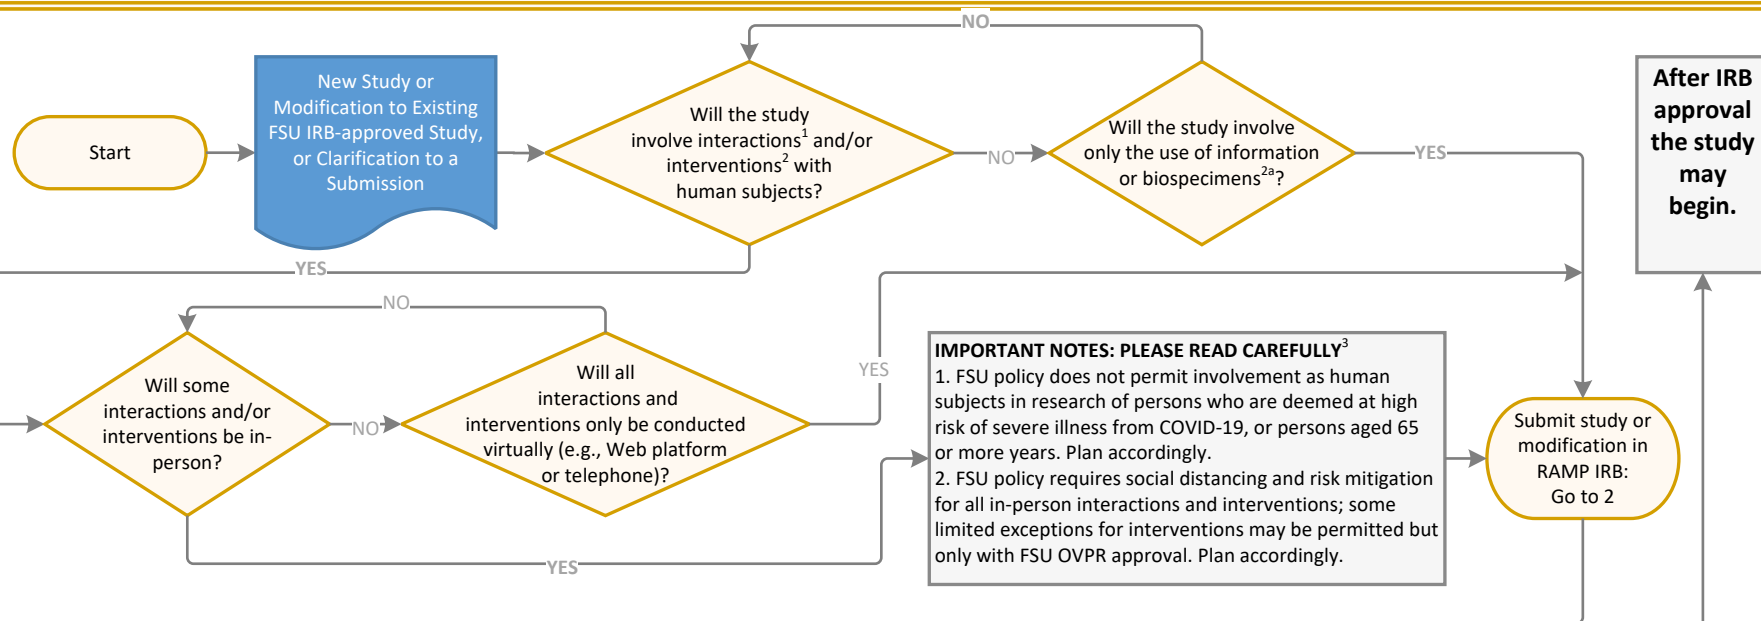 NO
Start
New Study or
Modification to Existing
FSU IRB-approved Study,
or Clarification to a
Submission
Will the study
involve interactions1 and/or
interventions2 with
human subjects?
NO
Will the study involve
only the use of information
or biospecimens2a?
YES
After IRB
approval
the study
may
begin.
YES
NO
Will some
interactions and/or
interventions be in-
person?
NO
Will all
interactions and
interventions only be conducted
virtually (e.g., Web platform
or telephone)?
YES
YES
IMPORTANT NOTES: PLEASE READ CAREFULLY3
1. FSU policy does not permit involvement as human
subjects in research of persons who are deemed at high
risk of severe illness from COVID-19, or persons aged 65
or more years. Plan accordingly.
2. FSU policy requires social distancing and risk mitigation
for all in-person interactions and interventions; some
limited exceptions for interventions may be permitted but
only with FSU OVPR approval. Plan accordingly.
Submit study or
modification in
RAMP IRB:
Go to 2